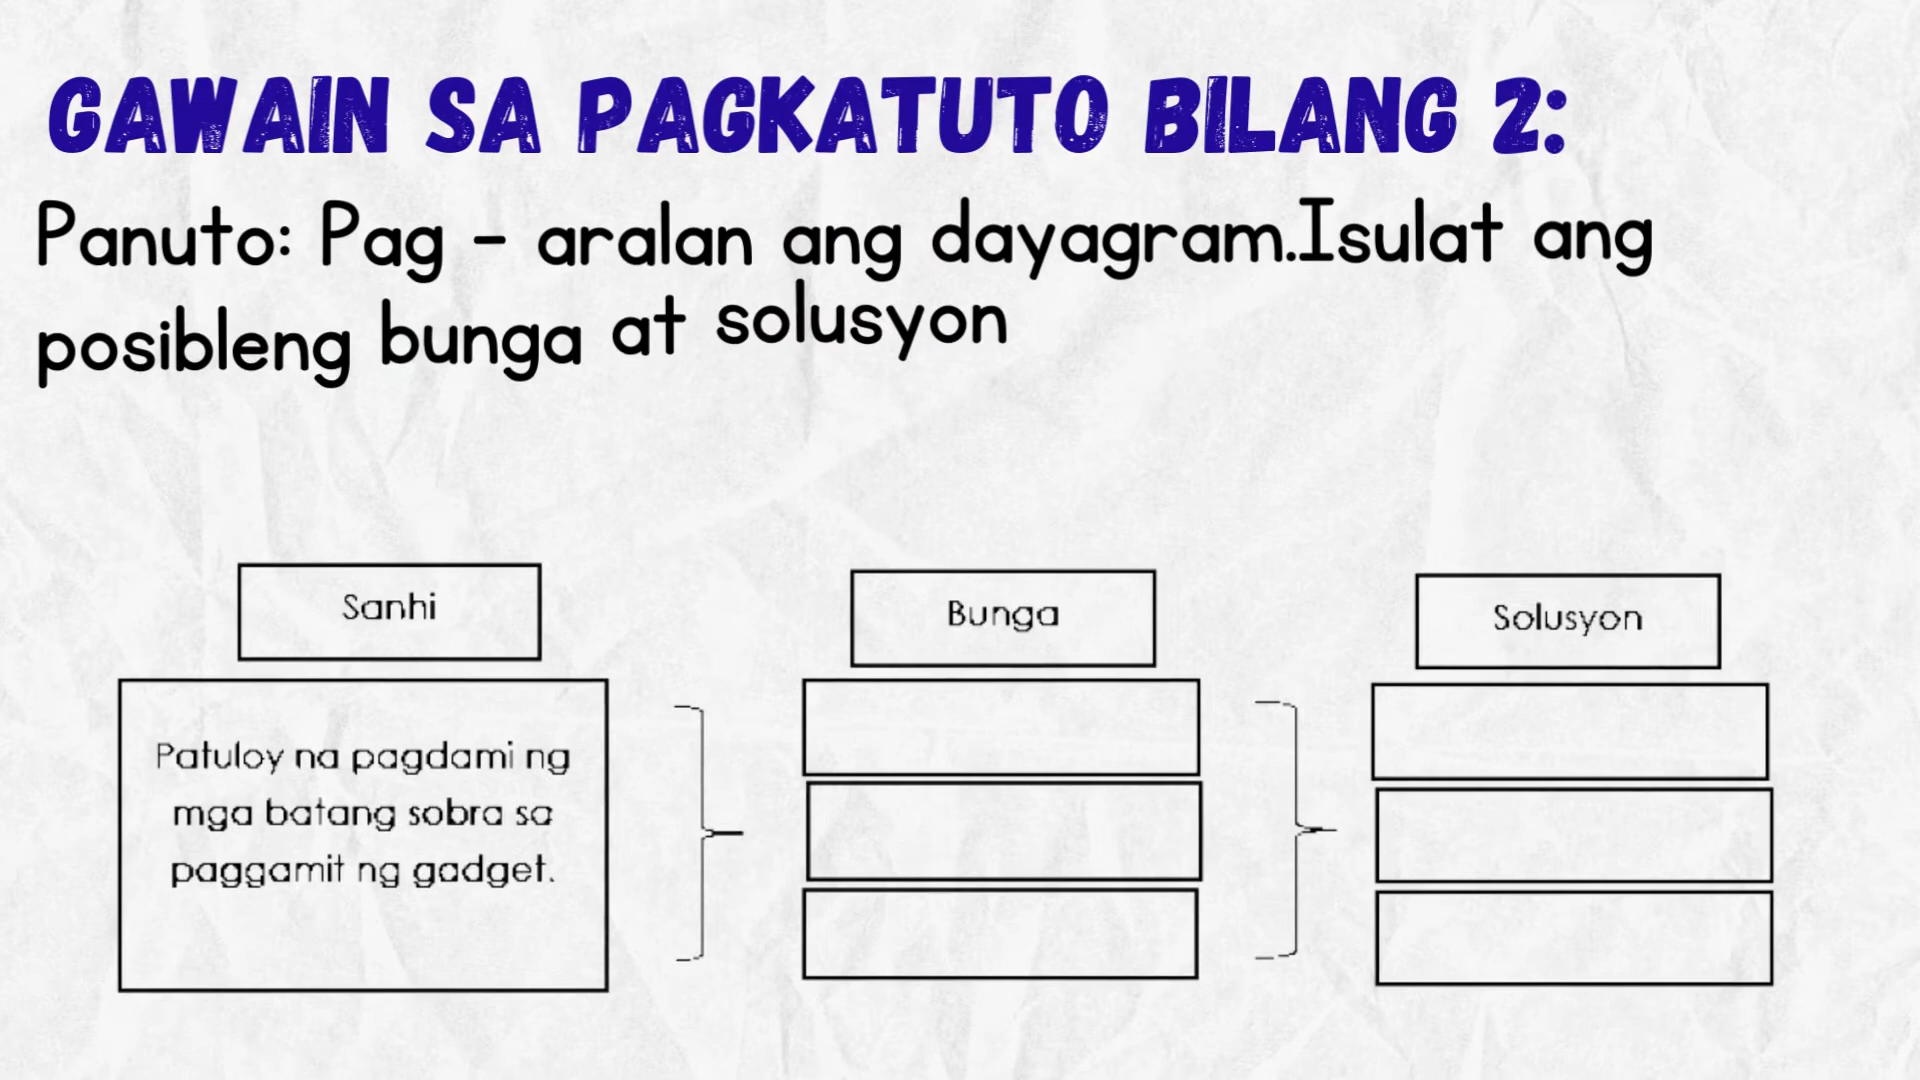 GAWAIN SA PAGKATUTO BILANG 2:
Panuto: Pag - aralan ang dayagram.Isulat ang
posibleng bunga at solusyon
Sanhi
Patuloy na pagdami ng
mga batang sobra sa
paggamit ng gadget.
Bunga
Solusyon